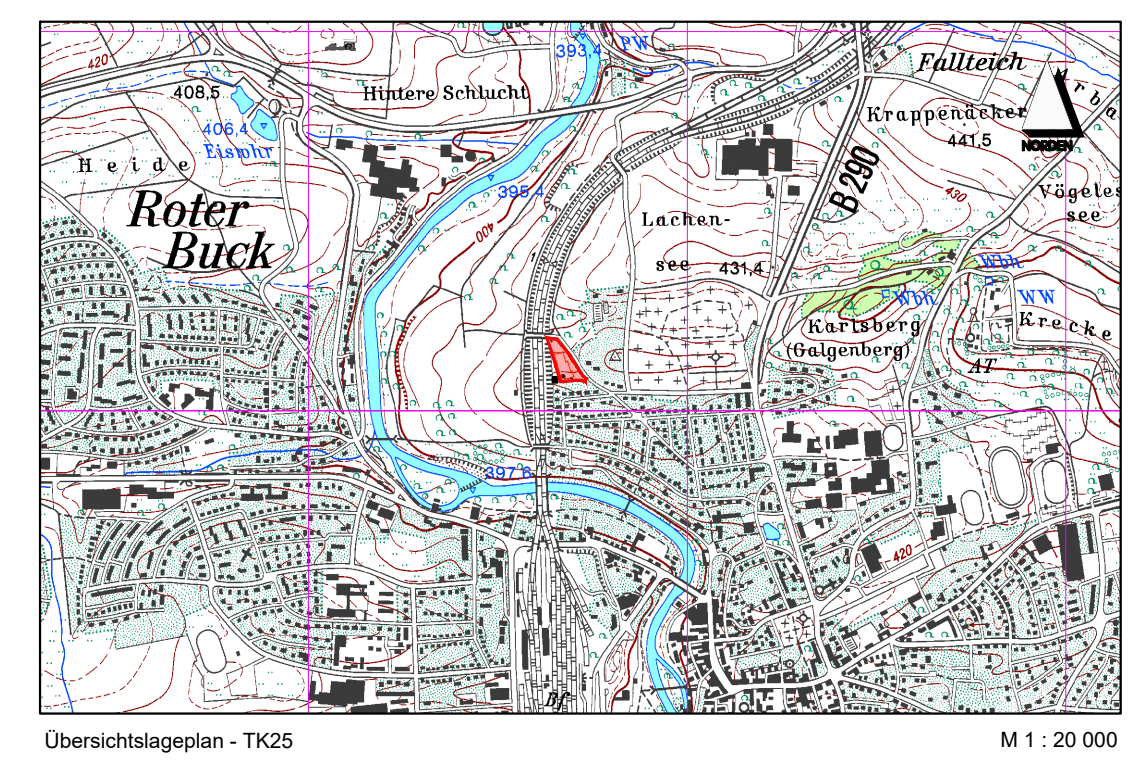 393,4
PW
420
Fallteich
408,5
Hintere Schlucht
Krappenäcker
406,4
Eiswhr
441,5
NORDEN
Heide
B 290
395,4
430
Vögeles
see
Roter
Buck
Lachen-
see
400
431,4
Wbh
Wbh
WW
Karlsberg
(Galgenberg)
Krecke
AT
397,6
420
Bf
Übersichtslageplan - TK25
M 1 : 20 000